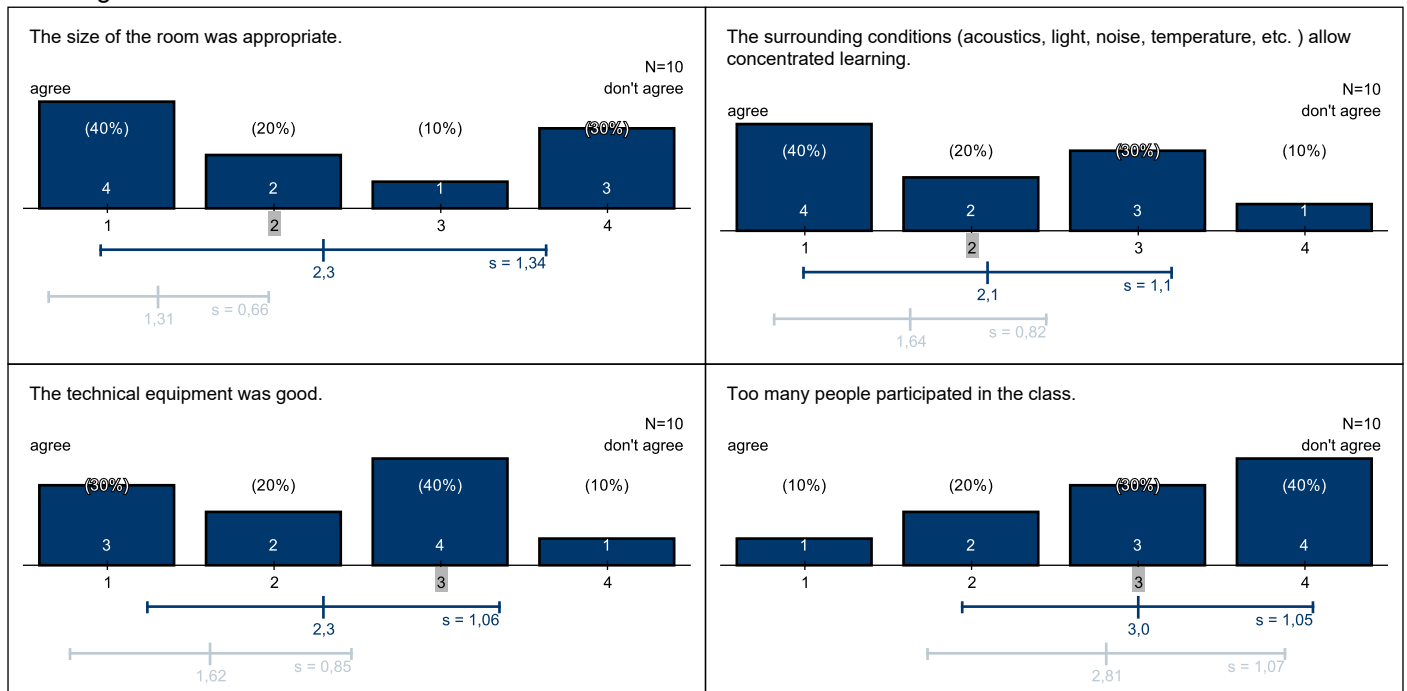 The size of the room was appropriate.
N=10
agree don't agree
(40%) (20%) (10%) (30%)
4 2 1 3
1 2 3 4
2,3 s = 1,34
1,31 s = 0,66
The surrounding conditions (acoustics, light, noise, temperature, etc. ) allow
concentrated learning.
N=10
agree don't agree
(40%) (20%) (30%) (10%)
4 2 3 1
1 2 3 4
2,1 s = 1,1
1,64 s = 0,82
The technical equipment was good.
N=10
agree don't agree
(30%) (20%) (40%) (10%)
3 2 4 1
1 2 3 4
2,3 s = 1,06
1,62 s = 0,85
Too many people participated in the class.
N=10
agree don't agree
(10%) (20%) (30%) (40%)
1 2 3 4
1 2 3 4
3,0 s = 1,05
2,81 s = 1,07